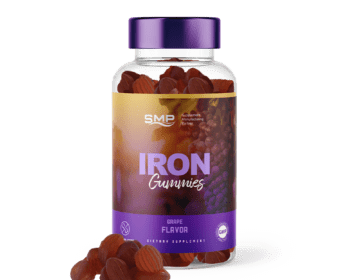 SMP
IRON
Gummies
GRAPE
FLAVOR
DIETARY SUPPLEMENT